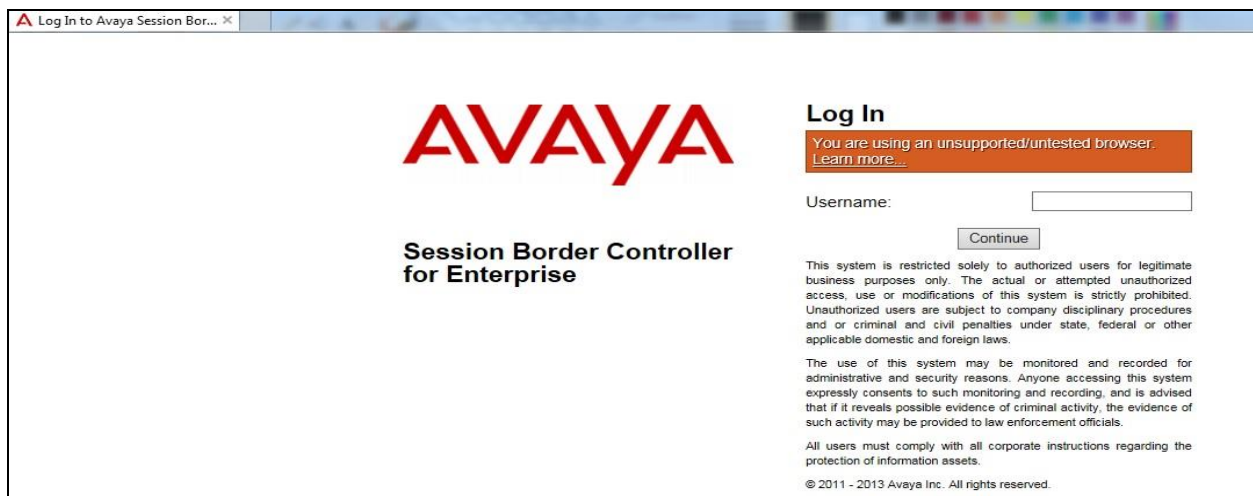 Log In to Avaya Session Bor...
AVAYA
Session Border Controller
for Enterprise
Log In
You are using an unsupported/untested browser.
Learn more...
Username:
Continue
This system is restricted solely to authorized users for legitimate
business purposes only. The actual or attempted unauthorized
access, use or modifications of this system is strictly prohibited.
Unauthorized users are subject to company disciplinary procedures
and or criminal and civil penalties under state, federal or other
applicable domestic and foreign laws.
The use of this system may be monitored and recorded for
administrative and security reasons. Anyone accessing this system
expressly consents to such monitoring and recording, and is advised
that if it reveals possible evidence of criminal activity, the evidence of
such activity may be provided to law enforcement officials.
All users must comply with all corporate instructions regarding the
protection of information assets.
© 2011 - 2013 Avaya Inc. All rights reserved.